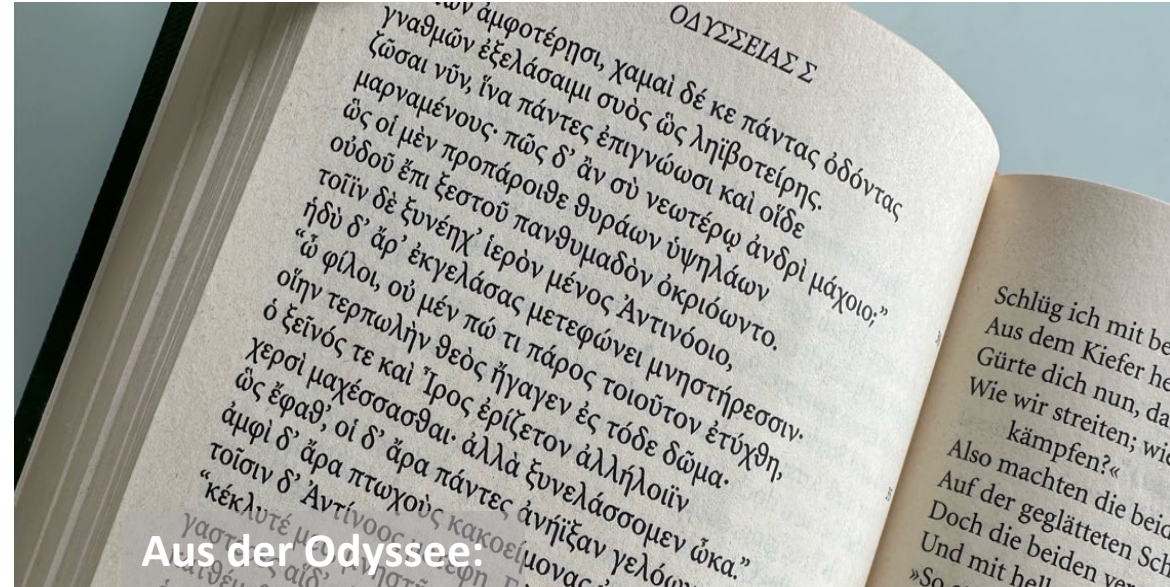 ΟΔΥΣΣΕΙΑΣ Σ
ἀμφοτέρῃσι, χαμαὶ δέ κε πάντας ὀδόντας
γναθμῶν ἐξελάσαιμι συὸς ὣς ληϊβοτείρης.
ζῶσαι νῦν, ἵνα πάντες ἐπιγνώωσι καὶ οἵδε
μαρναμένους· πῶς δ’ ἂν σὺ νεωτέρῳ ἀνδρὶ μάχοιο;”
ὣς οἱ μὲν προπάροιθε θυράων ὑψηλάων
οὐδοῦ ἔπι ξεστοῦ πανθυμαδὸν ὀκριόωντο.
τοῖϊν δὲ ξυνέηχ’ ἱερὸν μένος Ἀντινόοιο,
ἡδὺ δ’ ἄρ’ ἐκγελάσας μετεφώνει μνηστήρεσσιν·
“ὦ φίλοι, οὐ μέν πώ τι πάρος τοιοῦτον ἐτύχθη,
οἵην τερπωλὴν θεὸς ἤγαγεν ἐς τόδε δῶμα·
ὁ ξεῖνός τε καὶ Ἶρος ἐρίζετον ἀλλήλοιϊν
χερσὶ μαχέσσασθαι· ἀλλὰ ξυνελάσσομεν ὦκα.”
ὣς ἔφαθ’, οἱ δ’ ἄρα πάντες ἀνήϊξαν γελόω
ἀμφὶ δ’ ἄρα πτωχοὺς κακοείμονας
τοῖσιν δ’ Ἀντίνοος
“κέκλυτέ
Schlüg ich mit be
Aus dem Kiefer he
Gürte dich nun, da
Wie wir streiten; wie
kämpfen?«
Also machten die beid
Auf der geglätteten Sch
Doch die beiden ve
Und mit he
»So
Aus der Odyssee: